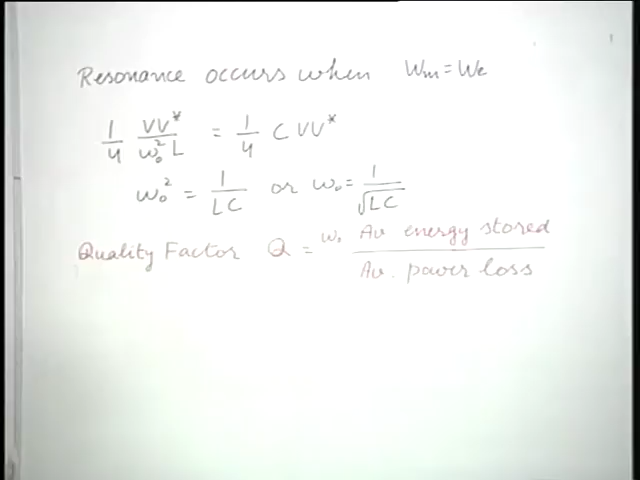 Resonance occurs when Wm = We
1/4 VV*/ω₀²L = 1/4 C VV*
ω₀² = 1/LC or ω₀ = 1/√LC
Quality Factor Q = ω₀ Av energy stored / Av. power loss